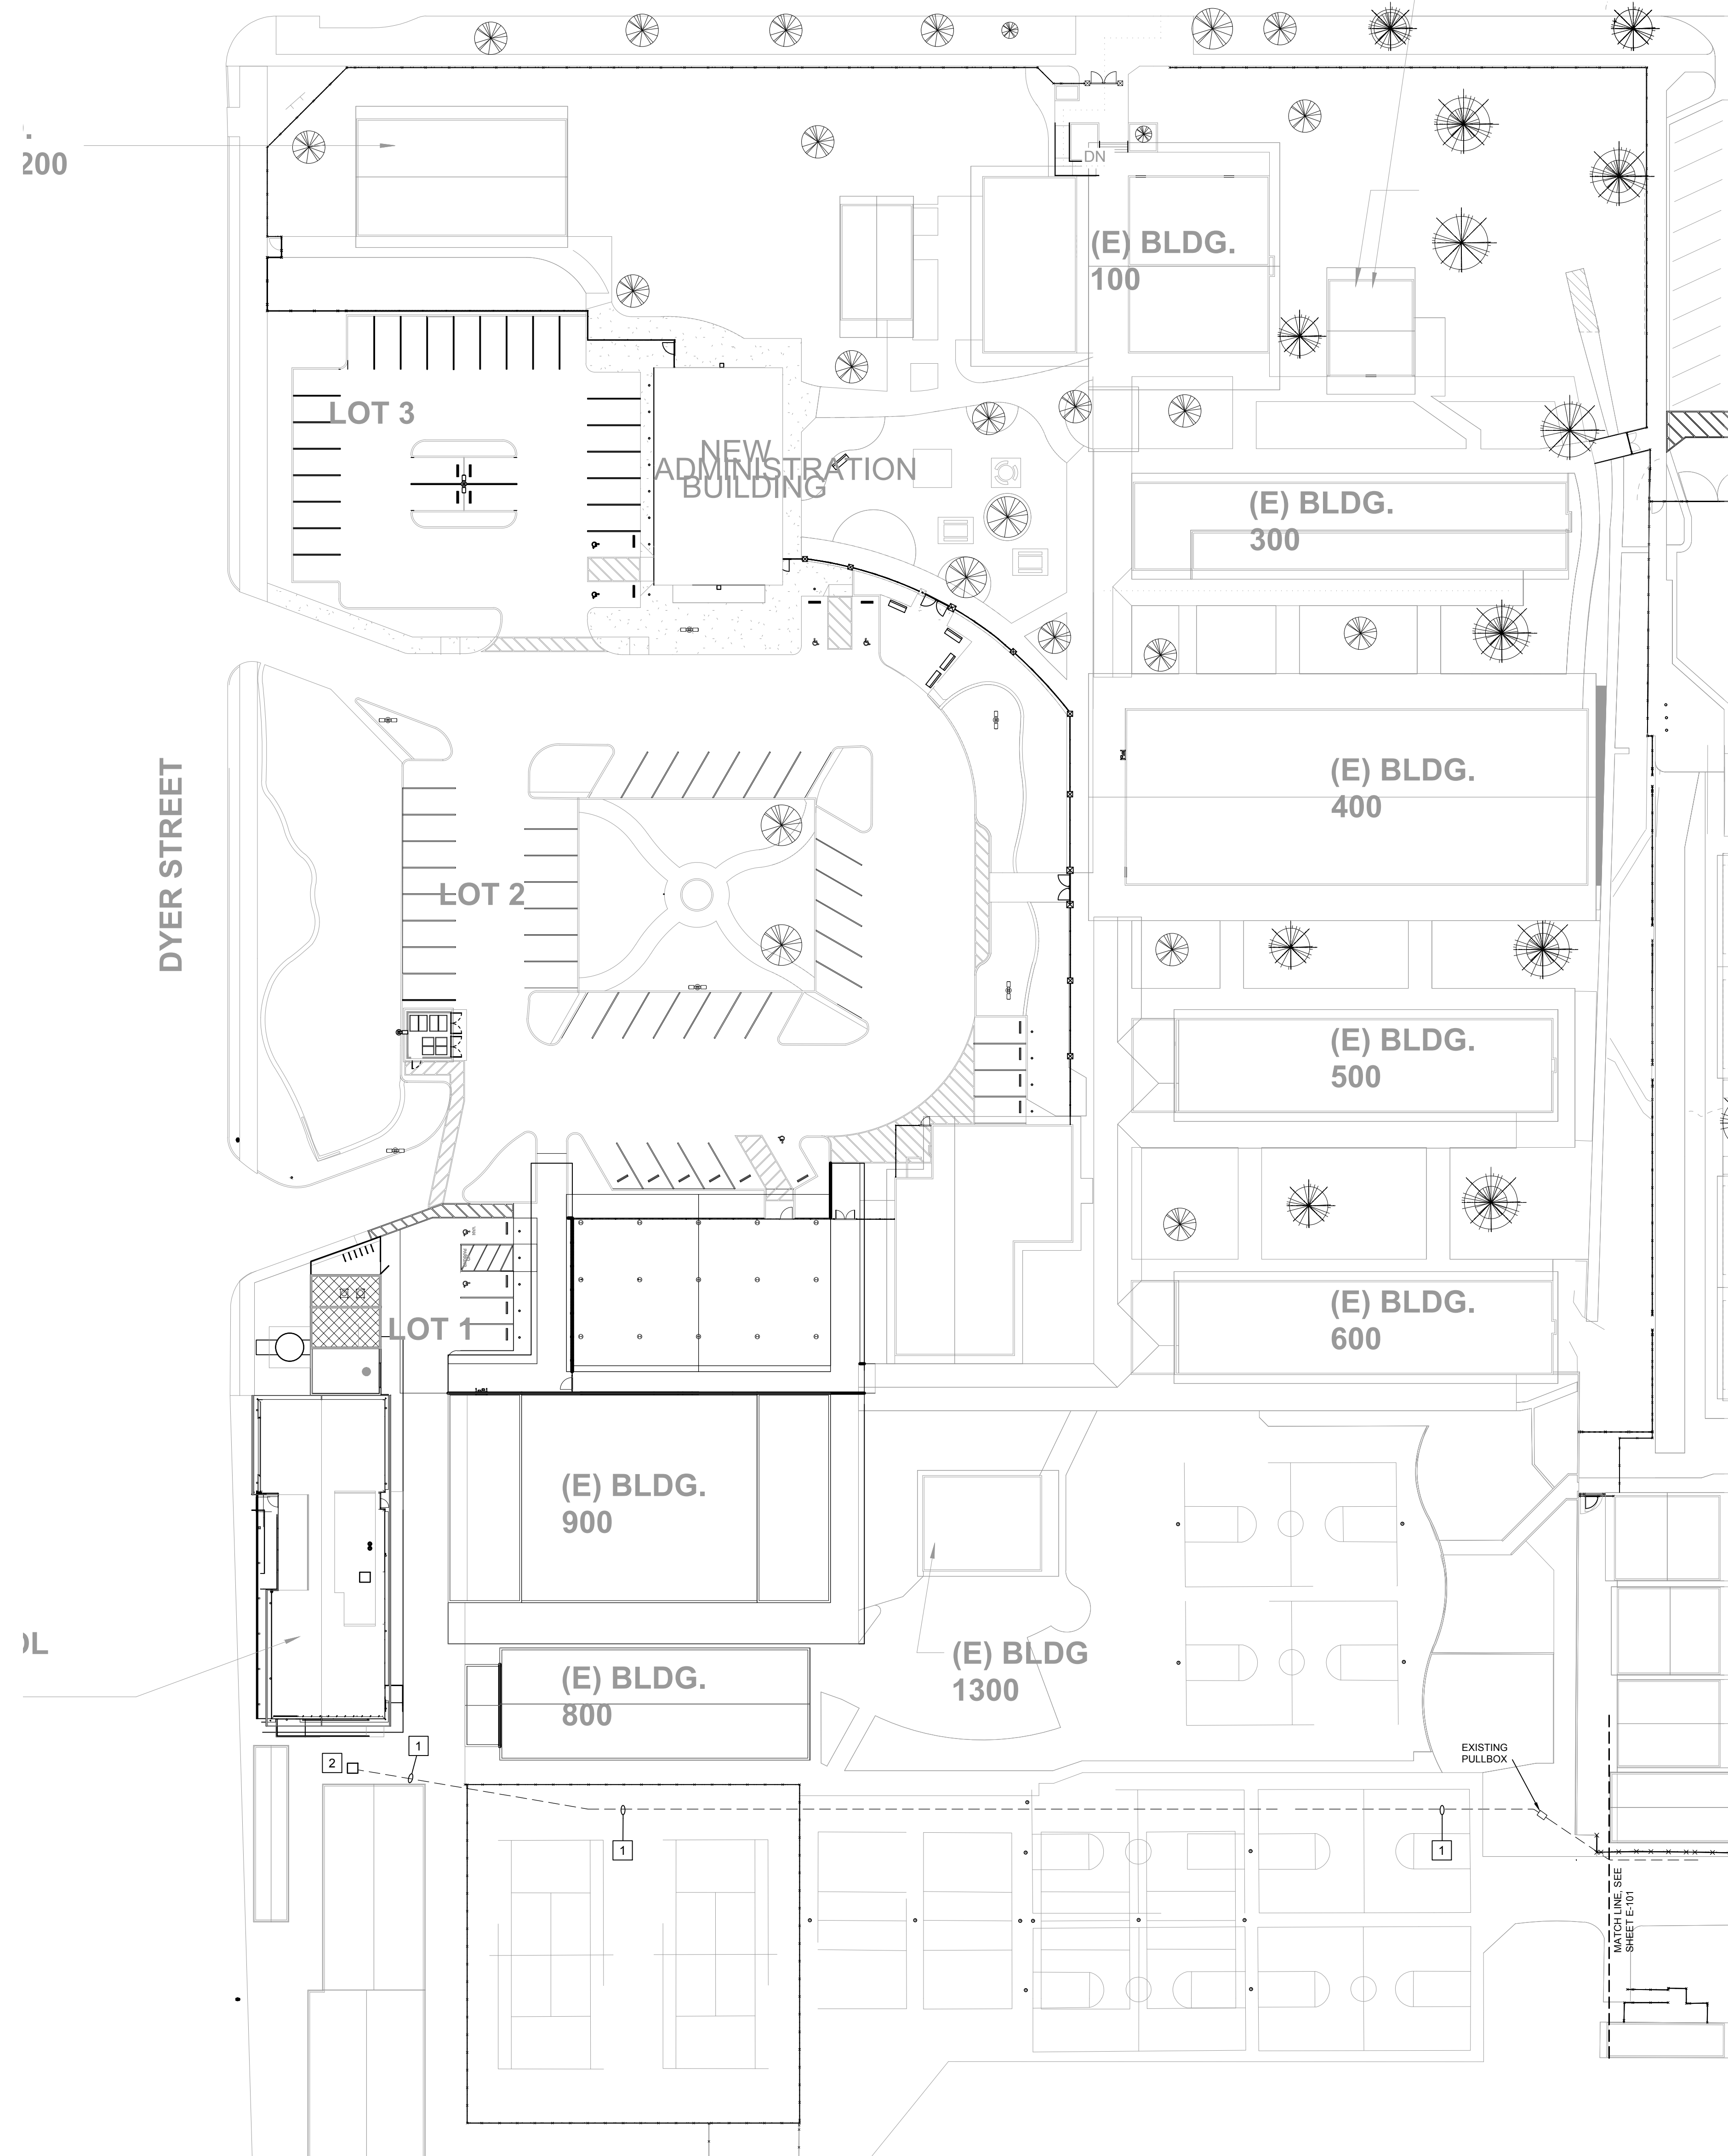 200
DN
(E) BLDG.
100
LOT 3
NEW
ADMINISTRATION
BUILDING
(E) BLDG.
300
(E) BLDG.
400
DYER STREET
LOT 2
(E) BLDG.
500
(E) BLDG.
600
LOT 1
(E) BLDG.
900
OL
(E) BLDG.
800
(E) BLDG
1300
1
2
EXISTING
PULLBOX
1
1
MATCH LINE, SEE
SHEET E-101